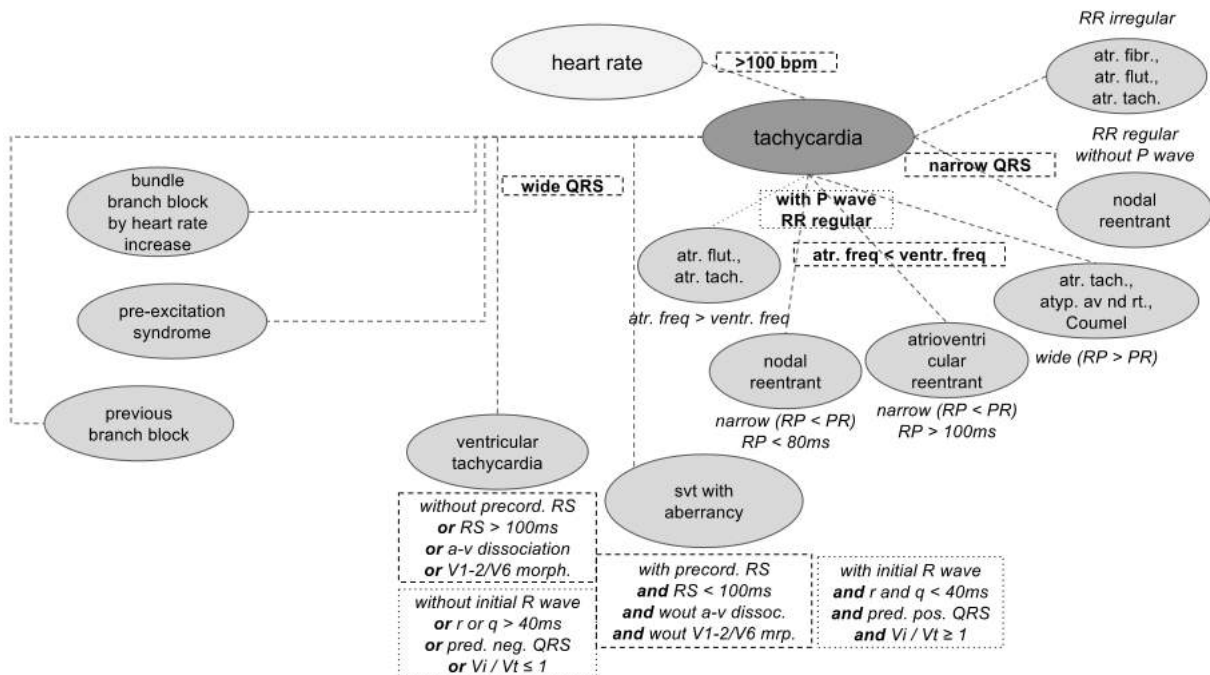 RR irregular
heart rate
>100 bpm
atr. fibr.,
atr. flut.,
atr. tach.
tachycardia
RR regular
without P wave
narrow QRS
wide QRS
bundle
branch block
by heart rate
increase
with P wave
RR regular
nodal
reentrant
atr. flut.,
atr. tach.
atr. freq < ventr. freq
atr. freq > ventr. freq
atr. tach.,
atyp. av nd rt.,
Coumel
wide (RP > PR)
pre-excitation
syndrome
nodal
reentrant
narrow (RP < PR)
RP < 80ms
atrioventri
cular
reentrant
narrow (RP < PR)
RP > 100ms
previous
branch block
ventricular
tachycardia
svt with
aberrancy
without precord. RS
or RS > 100ms
or a-v dissociation
or V1-2/V6 morph.
without initial R wave
or r or q > 40ms
or pred. neg. QRS
or Vi / Vt ≤ 1
with precord. RS
and RS < 100ms
and wout a-v dissoc.
and wout V1-2/V6 mrp.
with initial R wave
and r and q < 40ms
and pred. pos. QRS
and Vi / Vt ≥ 1